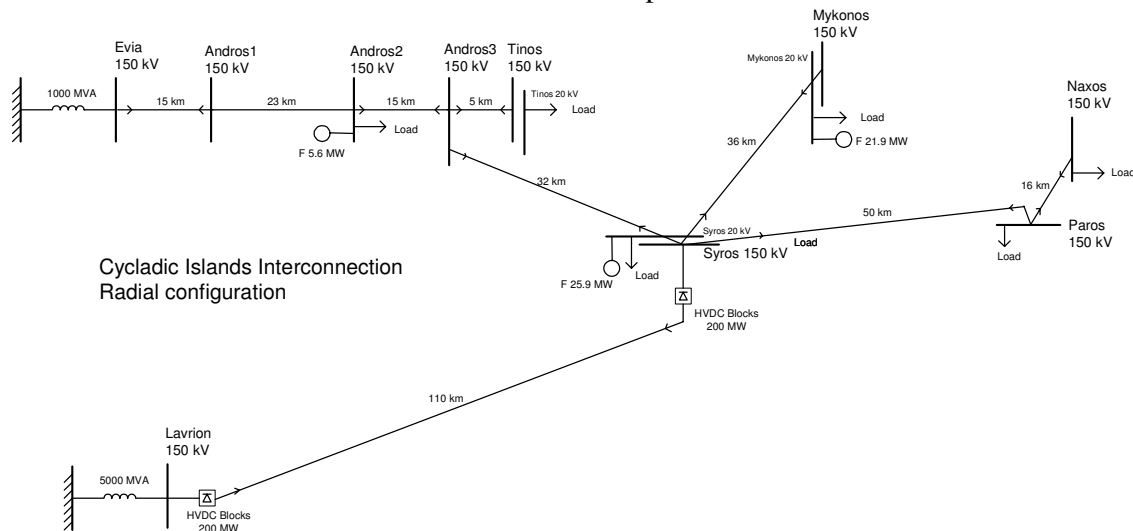 Mykonos
150 kV
Evia
150 kV
Andros1
150 kV
Andros2
150 kV
Andros3
150 kV
Tinos
150 kV
Mykonos 20 kV
Tinos 20 kV
Naxos
150 kV
1000 MVA
15 km
23 km
15 km
5 km
Load
Load
F 5.6 MW
Load
F 21.9 MW
36 km
Load
16 km
32 km
50 km
Syros 20 kV
Load
Syros 150 kV
Paros
150 kV
Load
Load
F 25.9 MW
Cycladic Islands Interconnection
Radial configuration
HVDC Blocks
200 MW
110 km
Lavrion
150 kV
5000 MVA
HVDC Blocks
200 MW